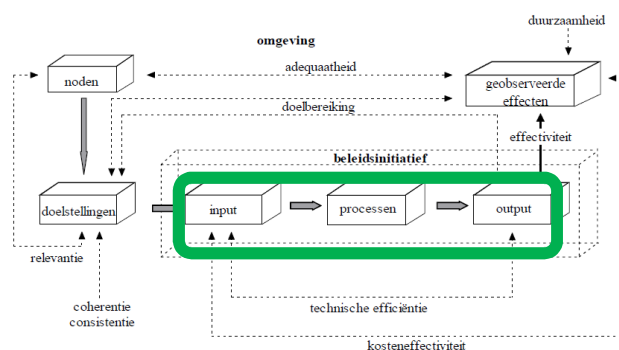 duurzaamheid
omgeving
adequaatheid
noden
geobserveerde
effecten
doelbereiking
effectiviteit
beleidsinitiatief
doelstellingen
input
processen
output
relevantie
technische efficiëntie
coherentie
consistentie
kosteneffectiviteit